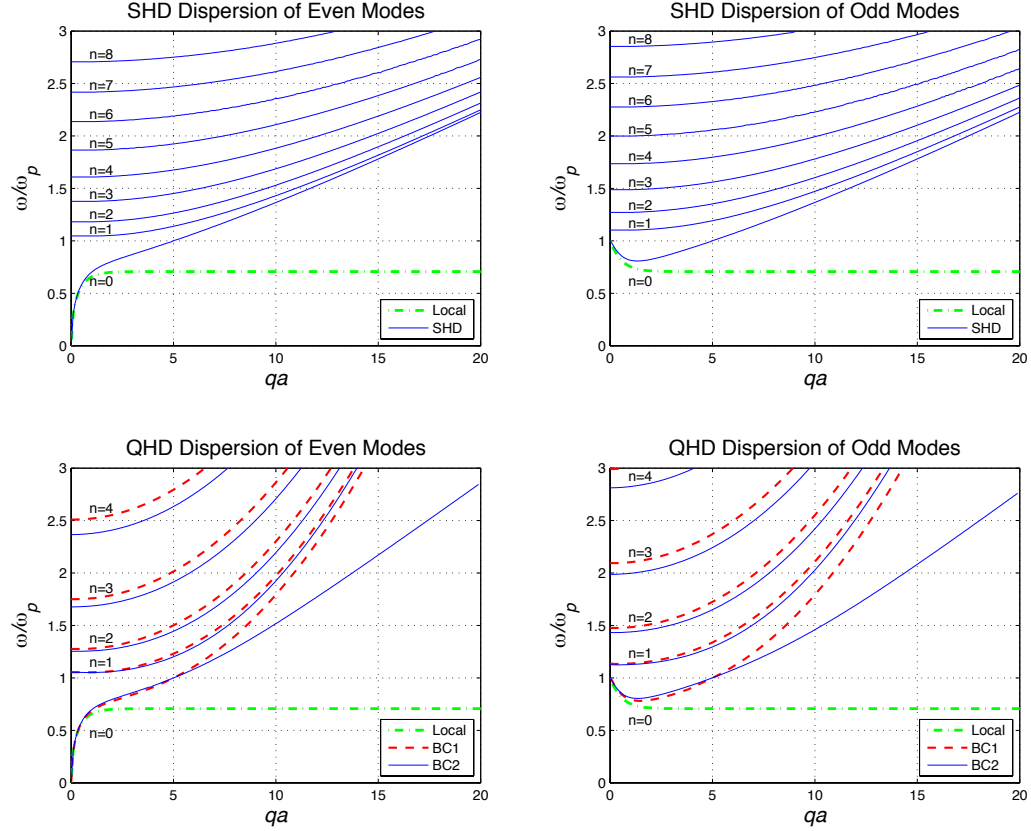 SHD Dispersion of Even Modes
3
2.5
2
1.5
1
0.5
0
ω/ωp
n=8
n=7
n=6
n=5
n=4
n=3
n=2
n=1
n=0
Local
SHD
0 5 10 15 20
qa
SHD Dispersion of Odd Modes
3
2.5
2
1.5
1
0.5
0
ω/ωp
n=8
n=7
n=6
n=5
n=4
n=3
n=2
n=1
n=0
Local
SHD
0 5 10 15 20
qa
QHD Dispersion of Even Modes
3
2.5
2
1.5
1
0.5
0
ω/ωp
n=4
n=3
n=2
n=1
n=0
Local
BC1
BC2
0 5 10 15 20
qa
QHD Dispersion of Odd Modes
3
2.5
2
1.5
1
0.5
0
ω/ωp
n=4
n=3
n=2
n=1
n=0
Local
BC1
BC2
0 5 10 15 20
qa